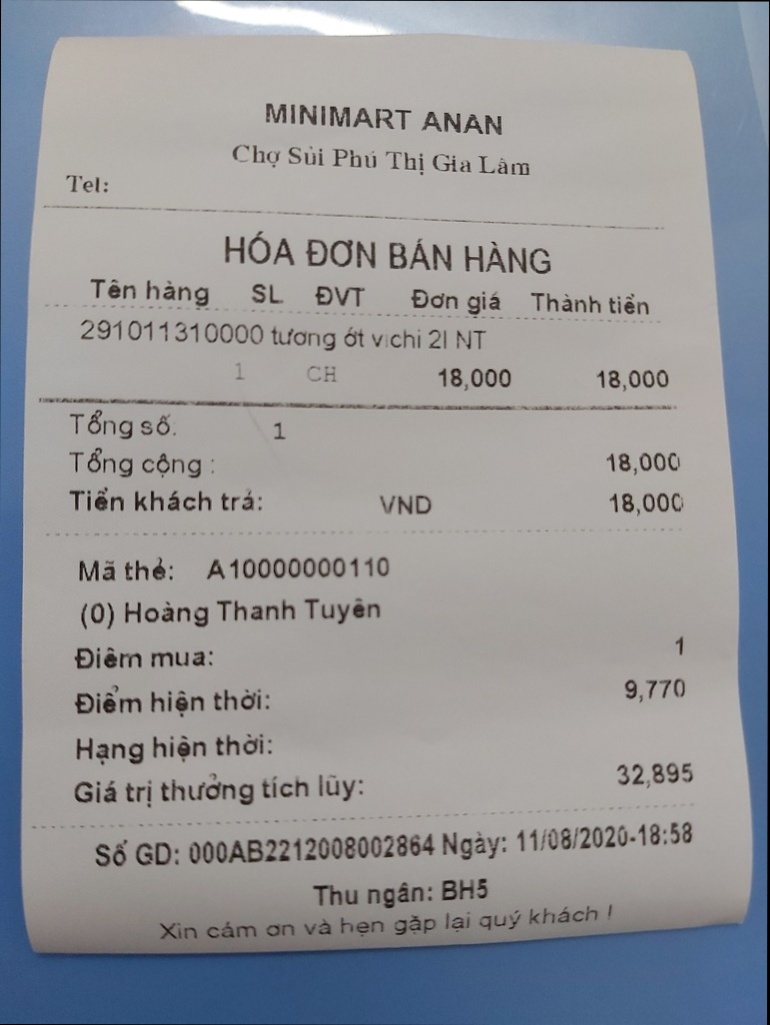 MINIMART ANAN
Chợ Sủi Phú Thị Gia Lâm
Tel:
HÓA ĐƠN BÁN HÀNG
Tên hàng SL ĐVT Đơn giá Thành tiền
291011310000 tương ớt vichi 2l NT
1 CH 18,000 18,000
Tổng số: 1
Tổng cộng : 18,000
Tiền khách trả: VND 18,000
Mã thẻ: A10000000110
(0) Hoàng Thanh Tuyên
Điêm mua: 1
Điểm hiện thời: 9,770
Hạng hiện thời:
Giá trị thưởng tích lũy: 32,895
Số GD: 000AB2212008002864 Ngày: 11/08/2020-18:58
Thu ngân: BH5
Xin cám ơn và hẹn gặp lại quý khách !